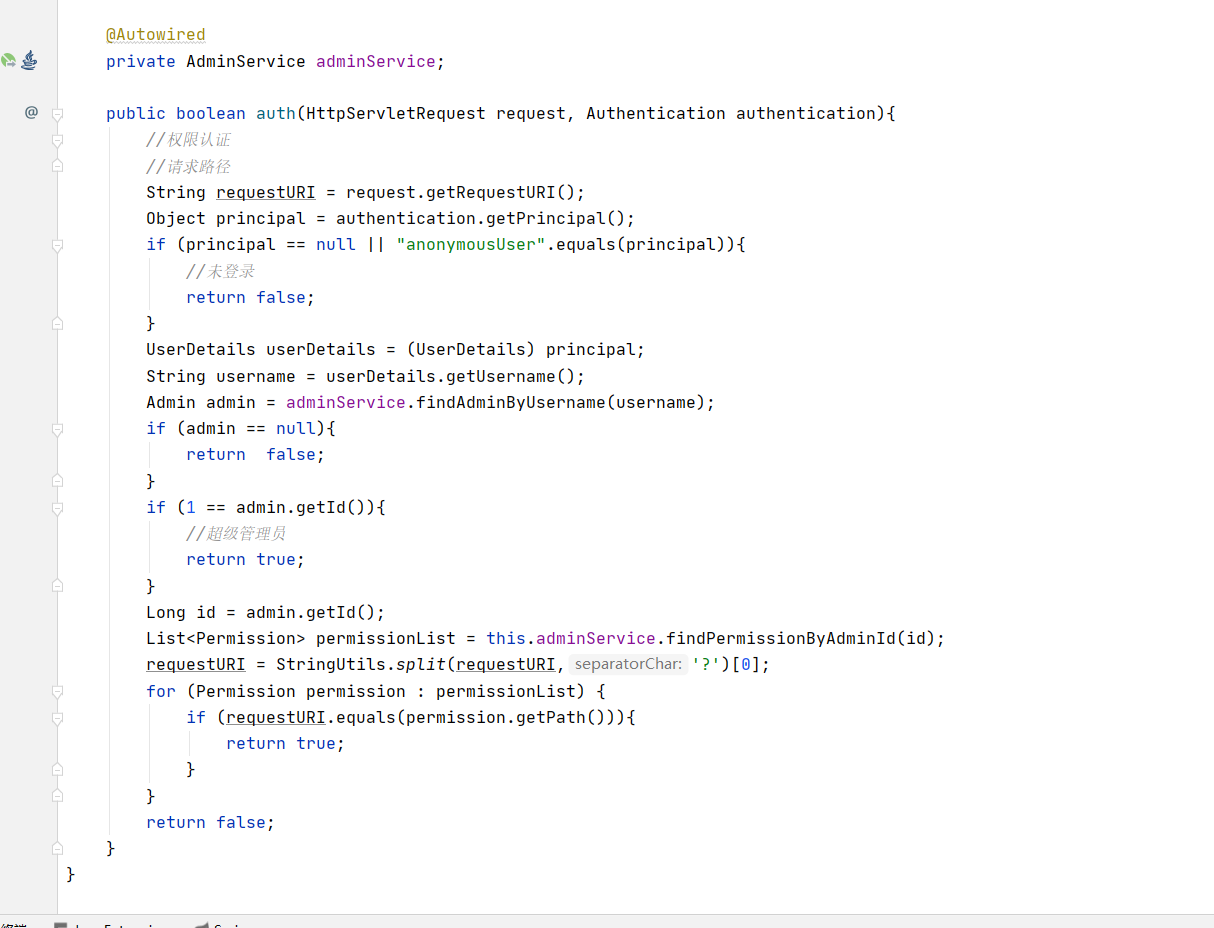 @Autowired
private AdminService adminService;
public boolean auth(HttpServletRequest request, Authentication authentication){
//权限认证
//请求路径
String requestURI = request.getRequestURI();
Object principal = authentication.getPrincipal();
if (principal == null || "anonymousUser".equals(principal)){
//未登录
return false;
}
UserDetails userDetails = (UserDetails) principal;
String username = userDetails.getUsername();
Admin admin = adminService.findAdminByUsername(username);
if (admin == null){
return  false;
}
if (1 == admin.getId()){
//超级管理员
return true;
}
Long id = admin.getId();
List<Permission> permissionList = this.adminService.findPermissionByAdminId(id);
requestURI = StringUtils.split(requestURI, separatorChar: '?')[0];
for (Permission permission : permissionList) {
if (requestURI.equals(permission.getPath())){
return true;
}
}
return false;
}
}